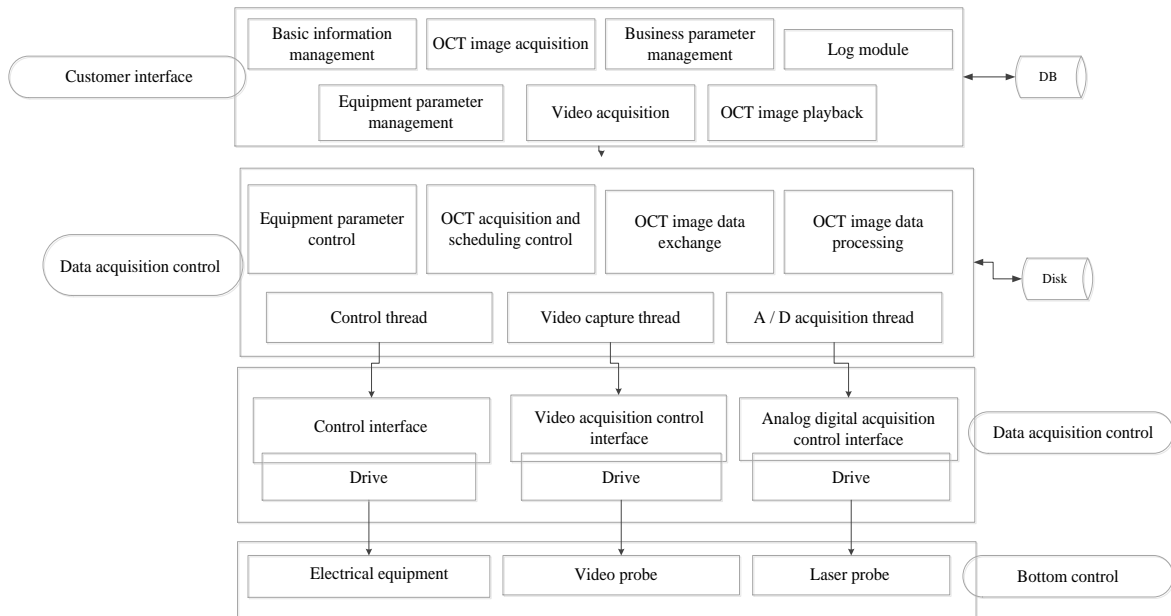 Customer interface
Basic information
management
OCT image acquisition
Business parameter
management
Log module
Equipment parameter
management
Video acquisition
OCT image playback
DB
Data acquisition control
Equipment parameter
control
OCT acquisition and
scheduling control
OCT image data
exchange
OCT image data
processing
Control thread
Video capture thread
A / D acquisition thread
Disk
Control interface
Video acquisition control
interface
Analog digital acquisition
control interface
Drive
Drive
Drive
Data acquisition control
Electrical equipment
Video probe
Laser probe
Bottom control